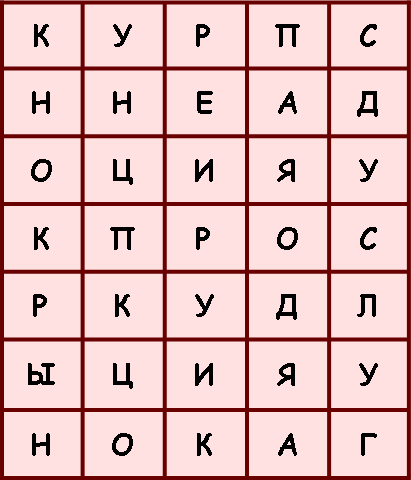 К У Р П С
Н Н Е А Д
О Ц И Я У
К П Р О С
Р К У Д Л
Ы Ц И Я У
Н О К А Г